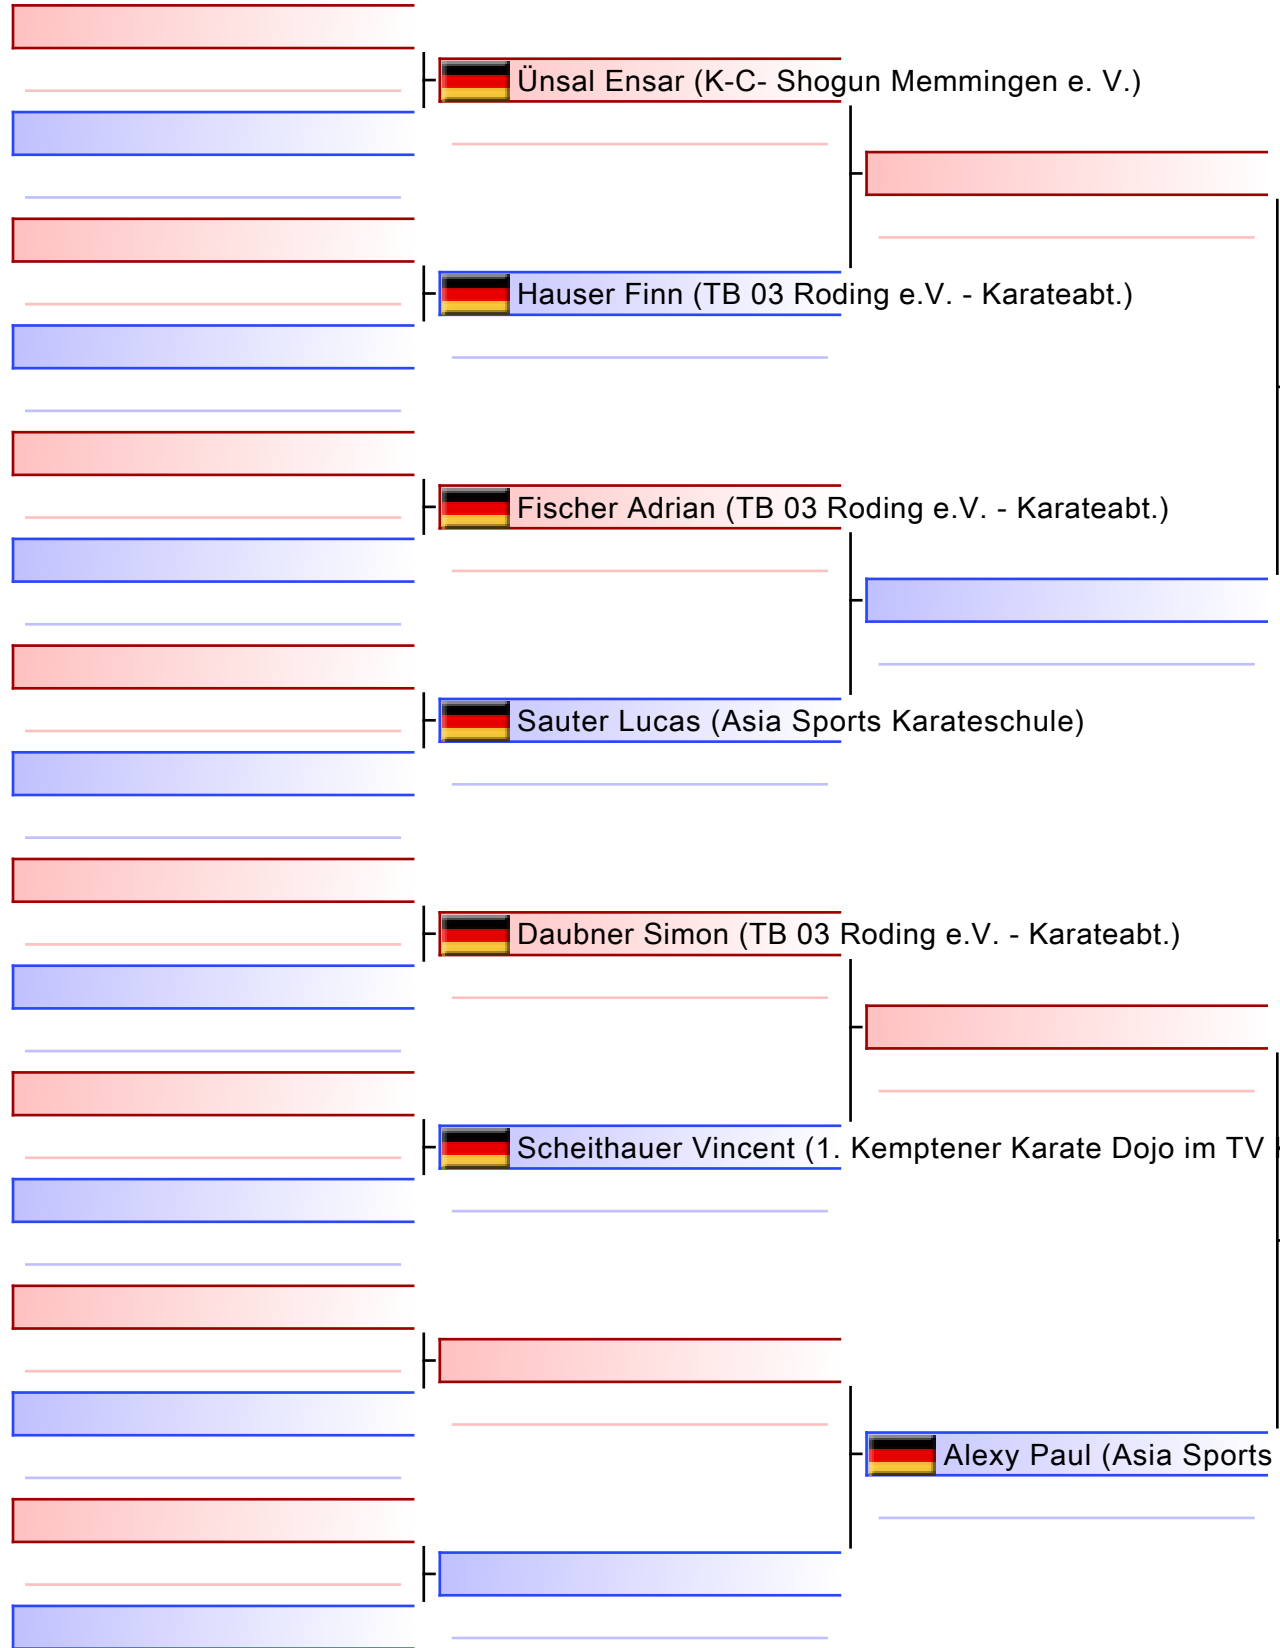 Ünsal Ensar (K-C- Shogun Memmingen e. V.)
Hauser Finn (TB 03 Roding e.V. - Karateabt.)
Fischer Adrian (TB 03 Roding e.V. - Karateabt.)
Sauter Lucas (Asia Sports Karateschule)
Daubner Simon (TB 03 Roding e.V. - Karateabt.)
Scheithauer Vincent (1. Kemptener Karate Dojo im TV
Alexy Paul (Asia Sports